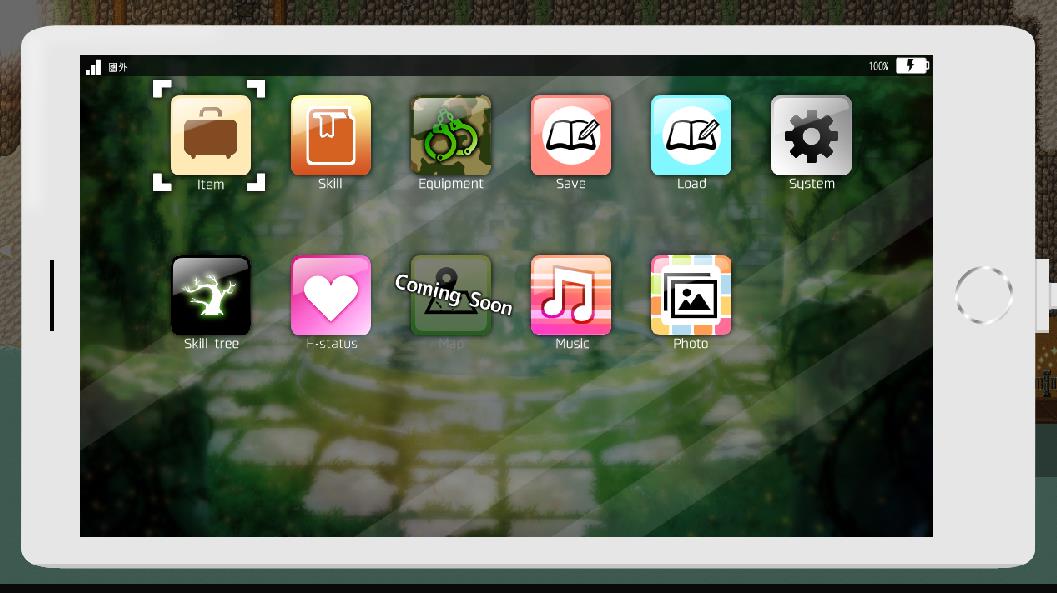 圏外
100%
Item
Skill
Equipment
Save
Load
System
Coming Soon
Skill tree
H-status
Map
Music
Photo